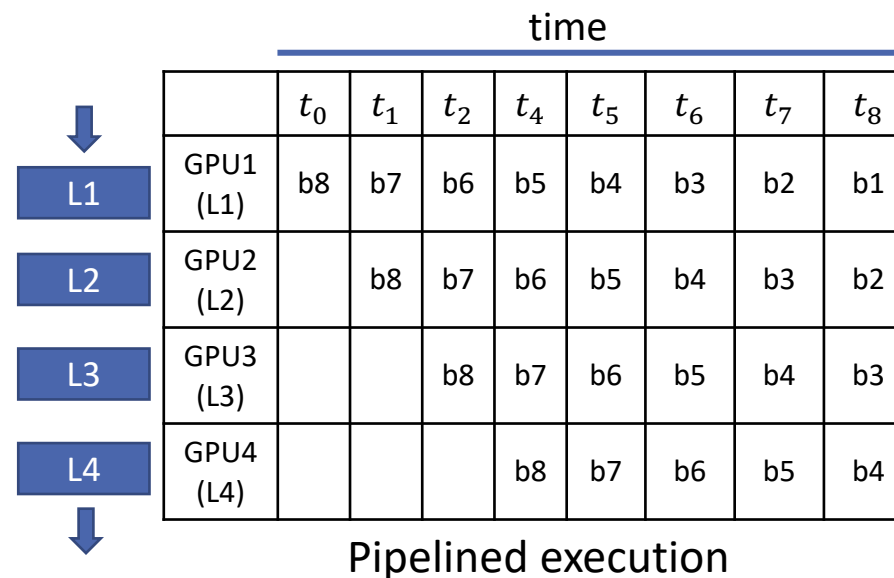 time
t₀ t₁ t₂ t₄ t₅ t₆ t₇ t₈
L1 GPU1 (L1) b8 b7 b6 b5 b4 b3 b2 b1
L2 GPU2 (L2) b8 b7 b6 b5 b4 b3 b2
L3 GPU3 (L3) b8 b7 b6 b5 b4 b3
L4 GPU4 (L4) b8 b7 b6 b5 b4
Pipelined execution